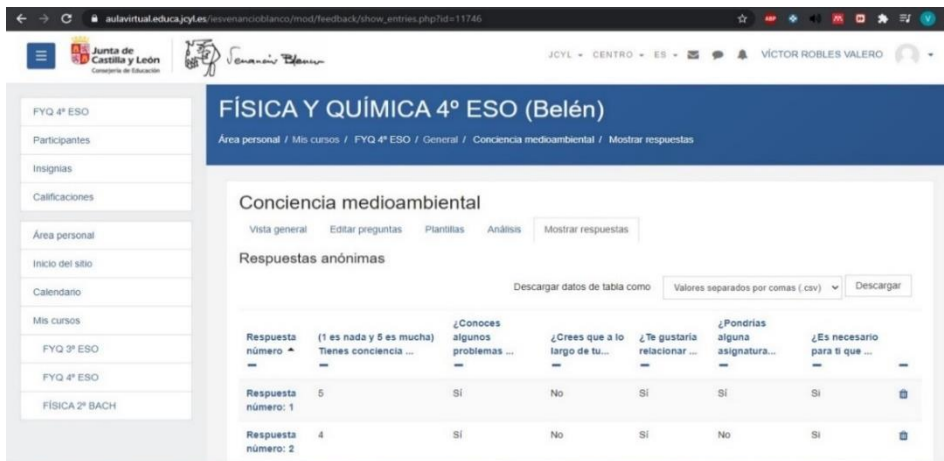 aulavirtual.educa.jcyl.es/iesvenancioblanco/mod/feedback/show_entries.php?id=11746
Junta de
Castilla y León
Consejería de Educación
Venancio Blanco
JCYL CENTRO ES VÍCTOR ROBLES VALERO
FYQ 4º ESO
Participantes
Insignias
Calificaciones
Área personal
Inicio del sitio
Calendario
Mis cursos
FYQ 3º ESO
FYQ 4º ESO
FÍSICA 2º BACH
FÍSICA Y QUÍMICA 4º ESO (Belén)
Área personal / Mis cursos / FYQ 4º ESO / General / Conciencia medioambiental / Mostrar respuestas
Conciencia medioambiental
Vista general Editar preguntas Plantillas Análisis Mostrar respuestas
Respuestas anónimas
Descargar datos de tabla como Valores separados por comas (.csv) Descargar
Respuesta número
(1 es nada y 5 es mucha) Tienes conciencia ...
¿Conoces algunos problemas ...
¿Crees que a lo largo de tu...
¿Te gustaría relacionar ...
¿Pondrías alguna asignatura...
¿Es necesario para ti que ...
Respuesta número: 1 5 Sí No Sí Sí Si
Respuesta número: 2 4 Sí No Sí No Si